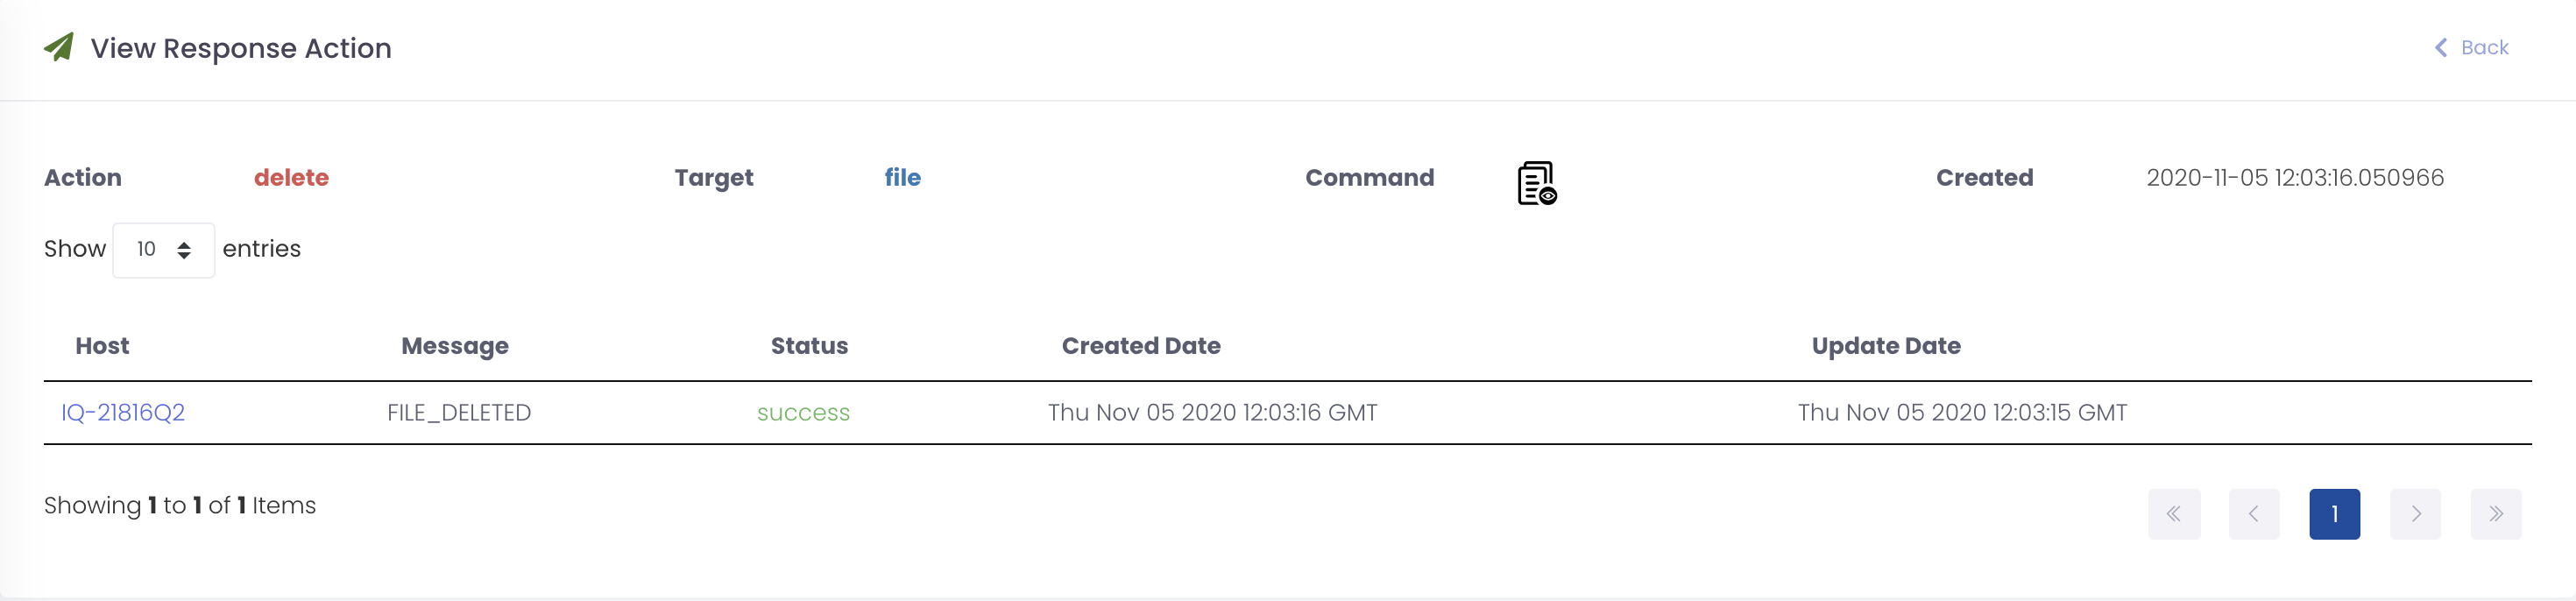 View Response Action
Back
Action delete Target file Command Created 2020-11-05 12:03:16.050966
Show 10 entries
Host Message Status Created Date Update Date
IQ-21816Q2 FILE_DELETED success Thu Nov 05 2020 12:03:16 GMT Thu Nov 05 2020 12:03:15 GMT
Showing 1 to 1 of 1 Items
1